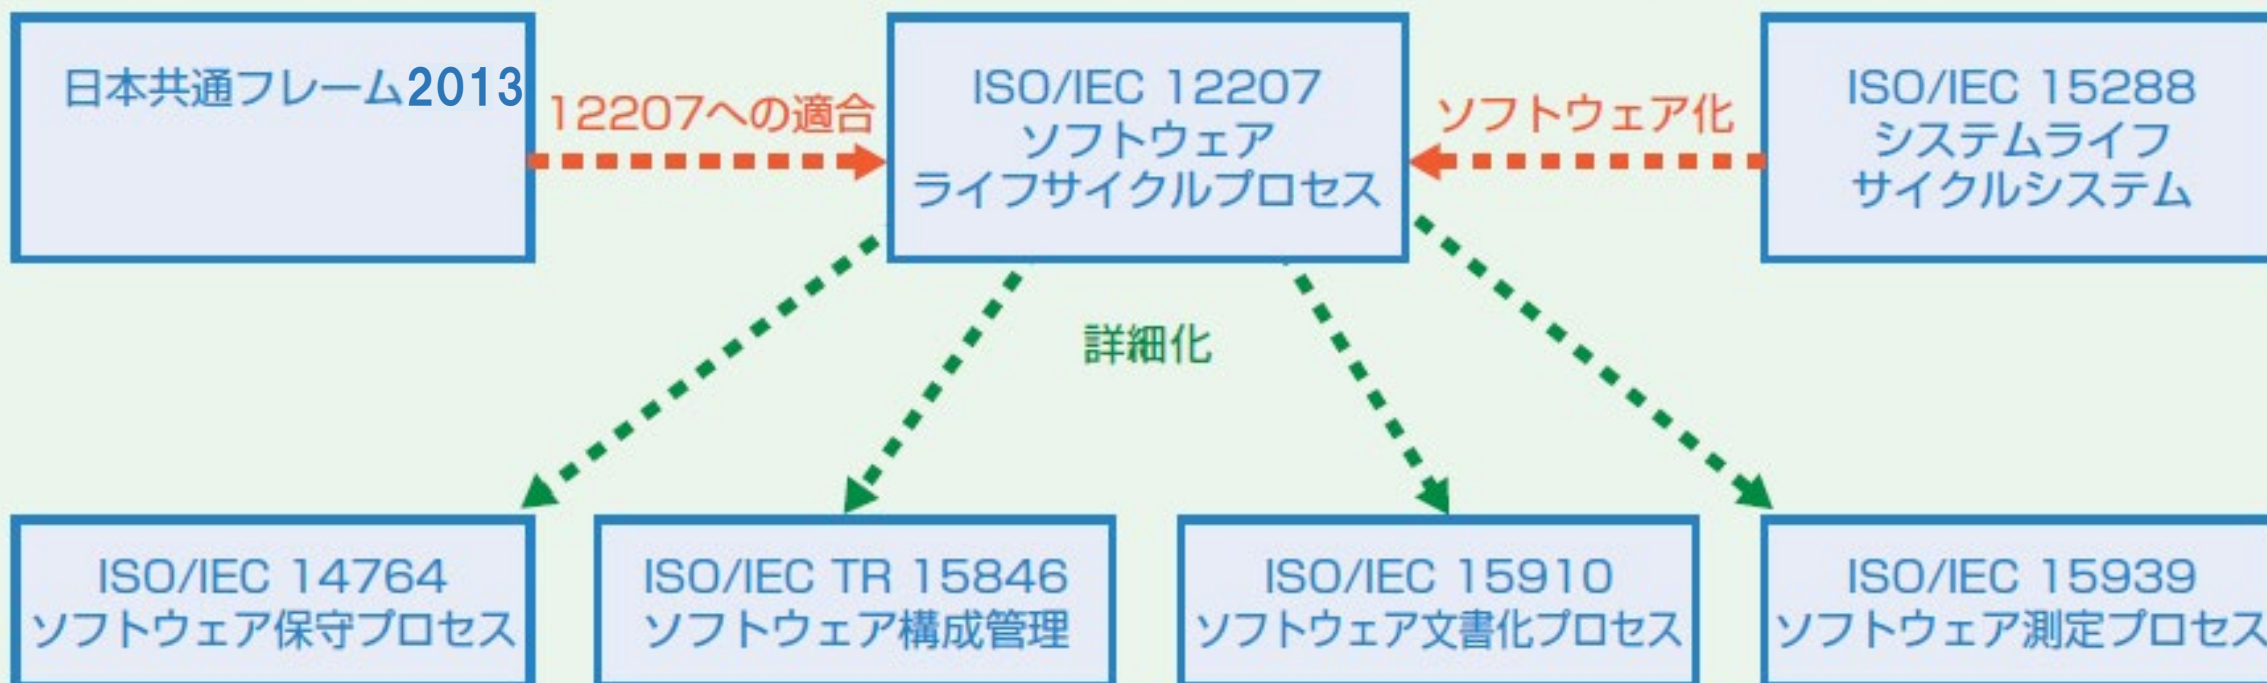 日本共通フレーム2013
12207への適合
ISO/IEC 12207
ソフトウェア
ライフサイクルプロセス
ソフトウェア化
ISO/IEC 15288
システムライフ
サイクルシステム
詳細化
ISO/IEC 14764
ソフトウェア保守プロセス
ISO/IEC TR 15846
ソフトウェア構成管理
ISO/IEC 15910
ソフトウェア文書化プロセス
ISO/IEC 15939
ソフトウェア測定プロセス